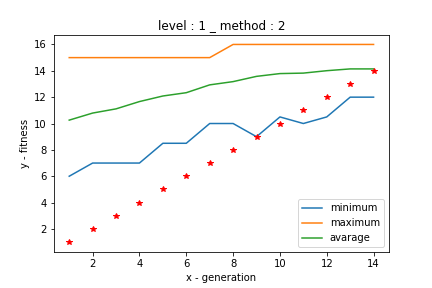 level : 1 _ method : 2
16
14
12
10
8
6
4
2
y - fitness
2 4 6 8 10 12 14
x - generation
minimum
maximum
avarage